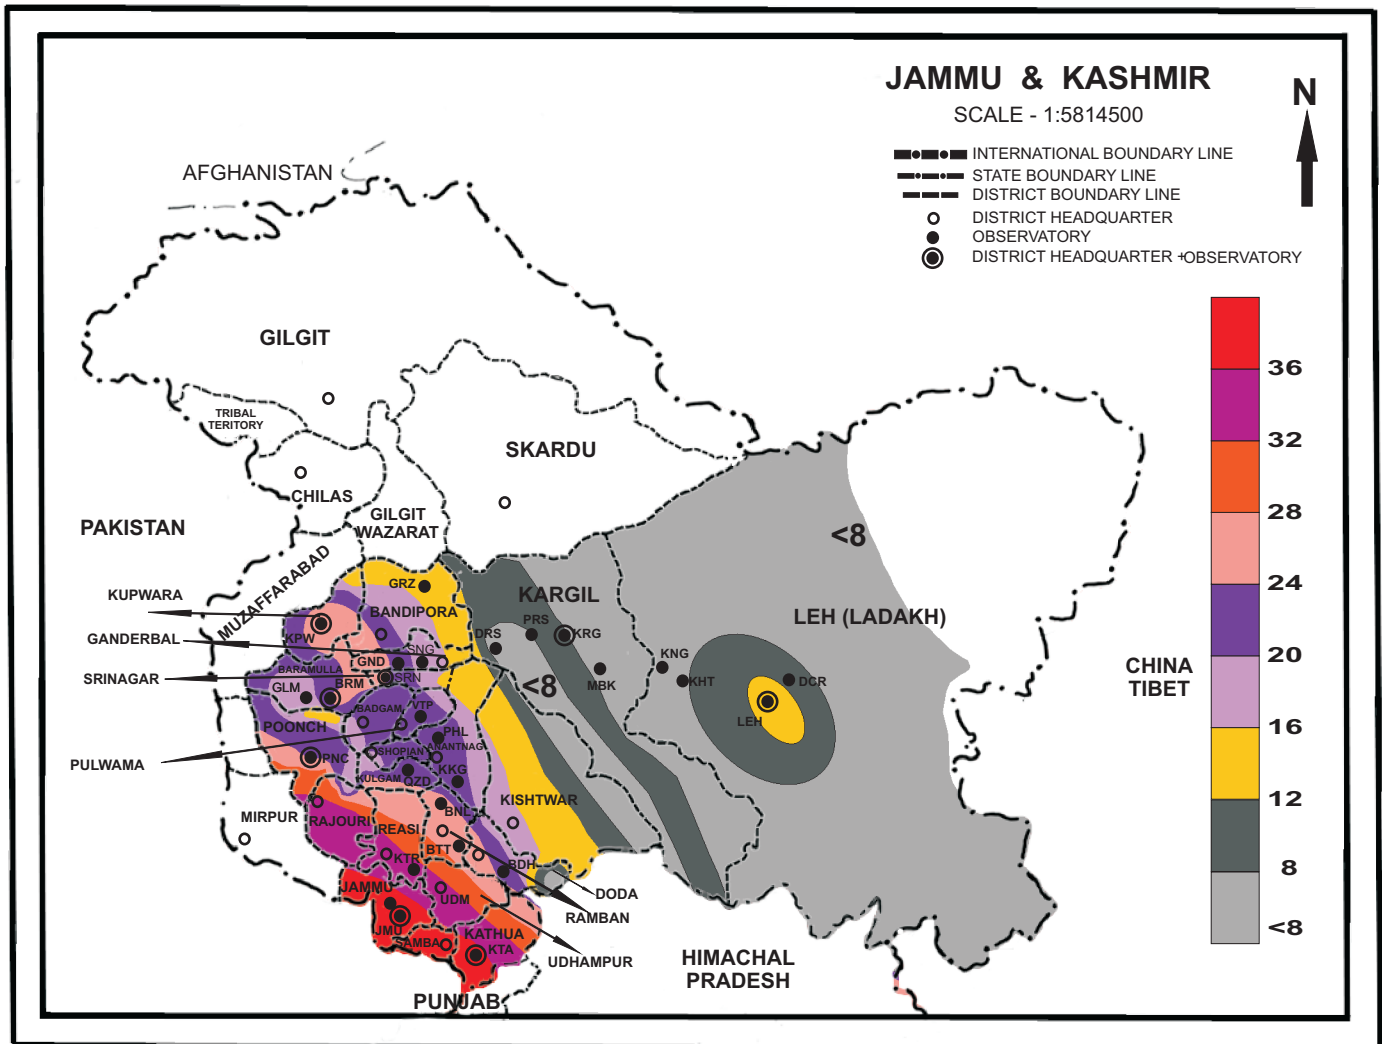 JAMMU & KASHMIR
SCALE - 1:5814500
N
INTERNATIONAL BOUNDARY LINE
STATE BOUNDARY LINE
DISTRICT BOUNDARY LINE
DISTRICT HEADQUARTER
OBSERVATORY
DISTRICT HEADQUARTER +OBSERVATORY
AFGHANISTAN
GILGIT
TRIBAL
TERITORY
SKARDU
CHILAS
GILGIT
WAZARAT
PAKISTAN
MUZAFFARABAD
<8
KUPWARA
GANDERBAL
SRINAGAR
PULWAMA
GRZ
BANDIPORA
KARGIL
LEH (LADAKH)
KPW
PRS
KRG
DRS
SNG
GND
BARAMULLA
SRN
GLM
BRM
<8
MBK
KNG
KHT
DCR
LEH
CHINA
TIBET
BADGAM
VTP
POONCH
PHL
ANANTNAG
SHOPIAN
PNC
KULGAM
QZD
KKG
KISHTWAR
MIRPUR
RAJOURI
REASI
BNL
BTT
KTR
BDH
JAMMU
UDM
DODA
RAMBAN
JMU
SAMBA
KATHUA
KTA
UDHAMPUR
HIMACHAL
PRADESH
PUNJAB
36
32
28
24
20
16
12
8
<8